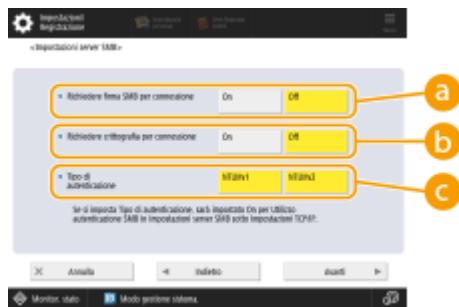 Impostazioni/
Registrazione
Menu
<Impostazioni server SMB>
▪ Richiedere firma SMB per connessione On Off
a
▪ Richiedere crittografia per connessione On Off
b
▪ Tipo di
autenticazione NTLMv1 NTLMv2
c
Se si imposta Tipo di autenticazione, sarà impostato On per Utilizzo
autenticazione SMB in Impostazioni server SMB sotto Impostazioni TCP/IP.
× Annulla ◄ Indietro Avanti ►
Monitor. stato Modo gestione sistema.